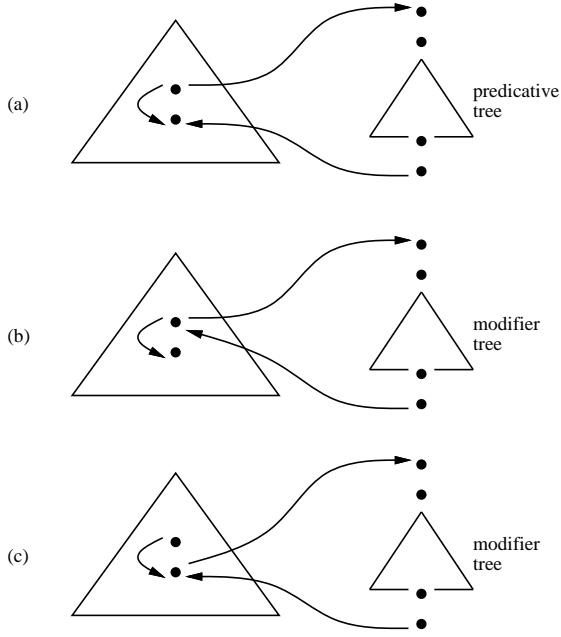 (a)
predicative
tree
(b)
modifier
tree
(c)
modifier
tree